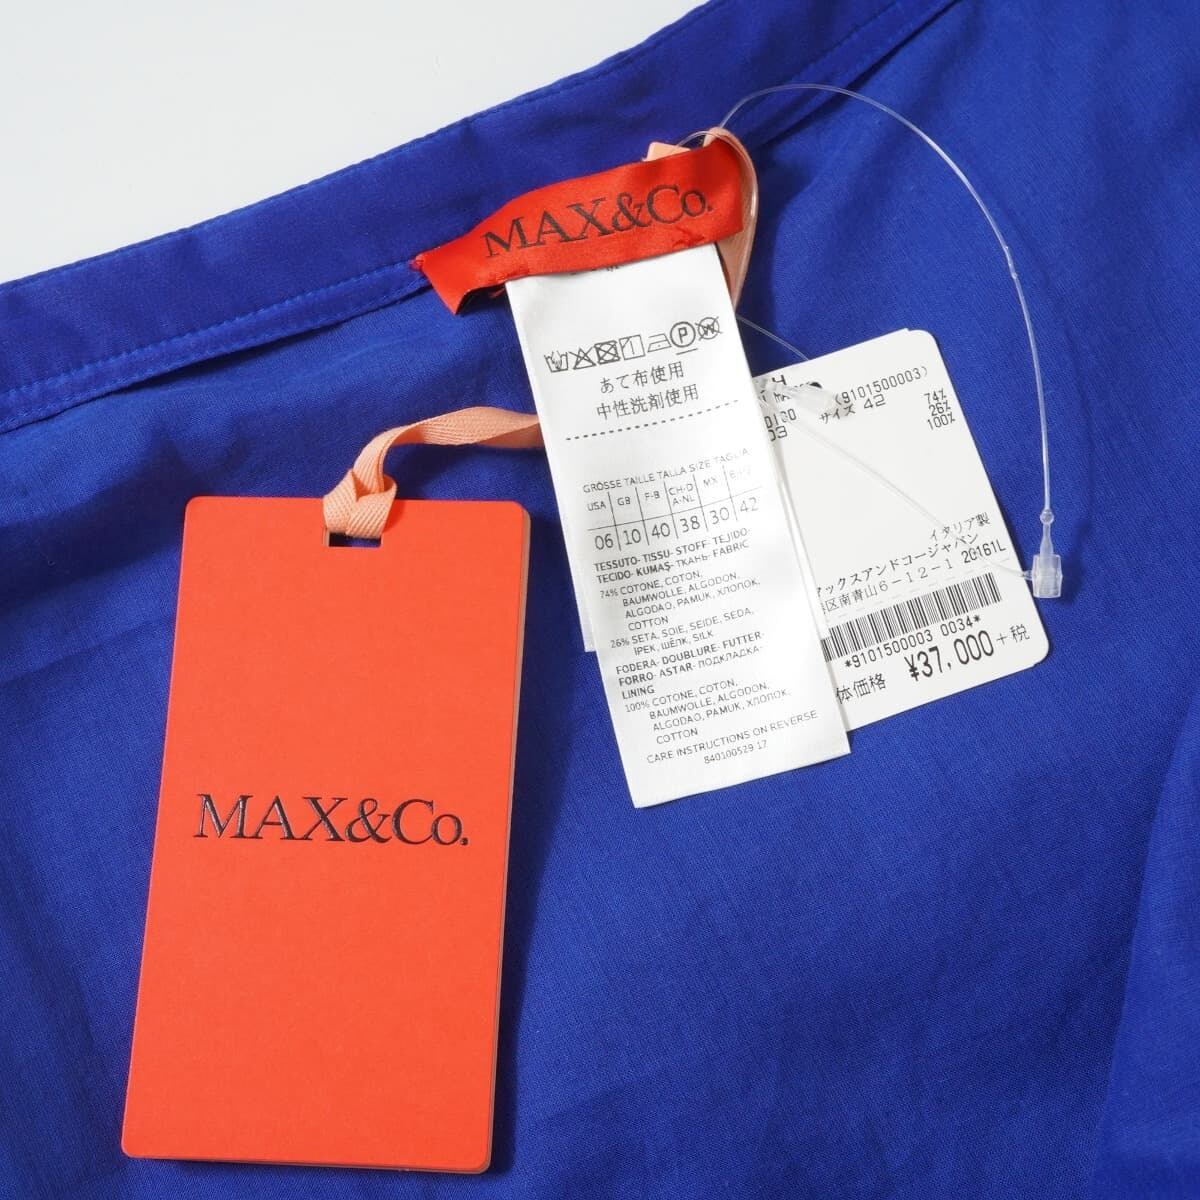 MAX&Co.
あて布使用
中性洗剤使用
GRÖSSE TAILLE TALLA SIZE TAGLIA
USA GB F-B CH-D A-NL MX
06 10 40 38 30 42
TESSUTO-TISSU-STOFF-TEJIDO-
TECIDO-KUMAŞ-ТКАНЬ-FABRIC
74% COTONE, COTON,
BAUMWOLLE, ALGODON,
ALGODAO, PAMUK, ХЛОПОК,
COTTON
26% SETA, SOIE, SEIDE, SEDA,
IPEK, ШЁЛК, SILK
FODERA-DOUBLURE-FUTTER-
FORRO-ASTAR-ПОДКЛАДКА-
LINING
100% COTONE, COTON,
BAUMWOLLE, ALGODON,
ALGODAO, PAMUK, ХЛОПОК,
COTTON
CARE INSTRUCTIONS ON REVERSE
840100529 17
(9101500003)
サイズ 42
74%
26%
100%
イタリア製
マックスアンドコージャパン
区南青山6-12-1 20161L
*9101500003 0034*
体価格 ¥37,000+税
MAX&Co.